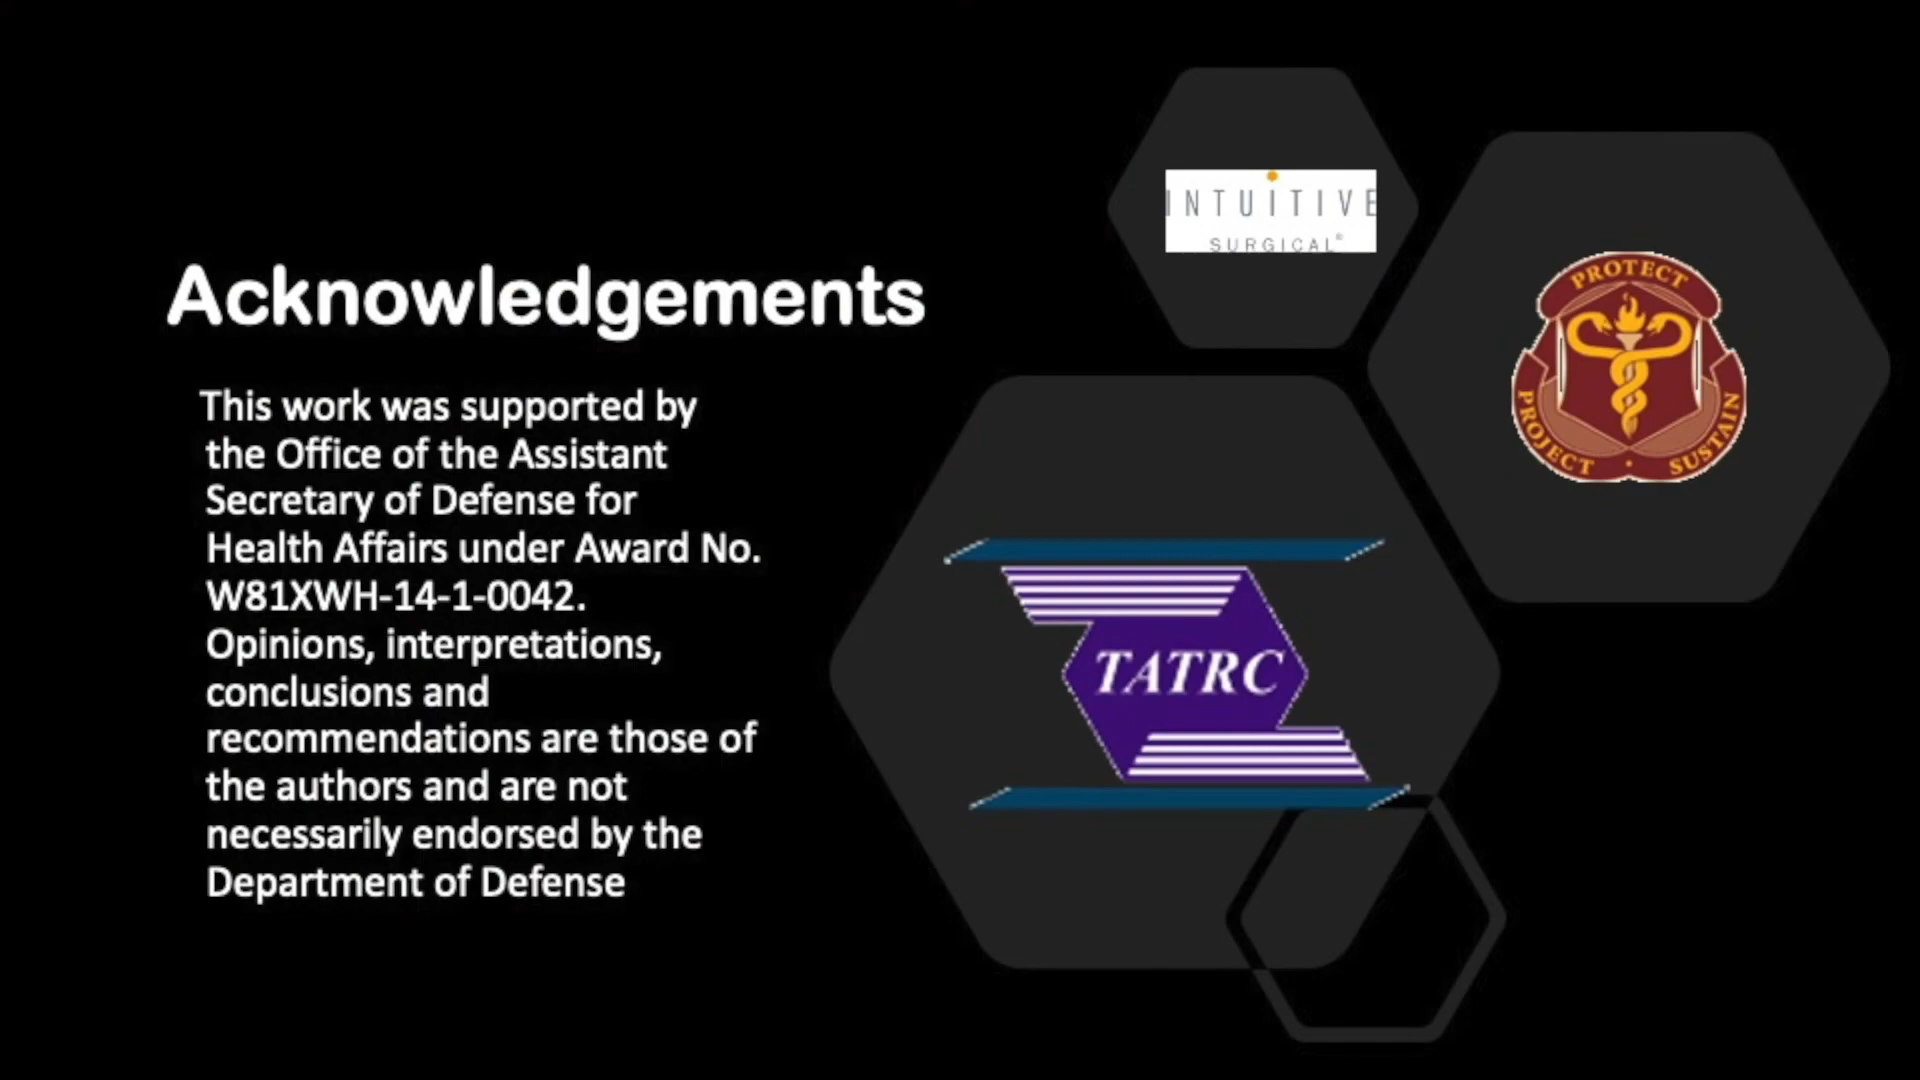 Acknowledgements
This work was supported by
the Office of the Assistant
Secretary of Defense for
Health Affairs under Award No.
W81XWH-14-1-0042.
Opinions, interpretations,
conclusions and
recommendations are those of
the authors and are not
necessarily endorsed by the
Department of Defense
INTUITIVE
SURGICAL®
PROTECT
PROJECT · SUSTAIN
TATRC